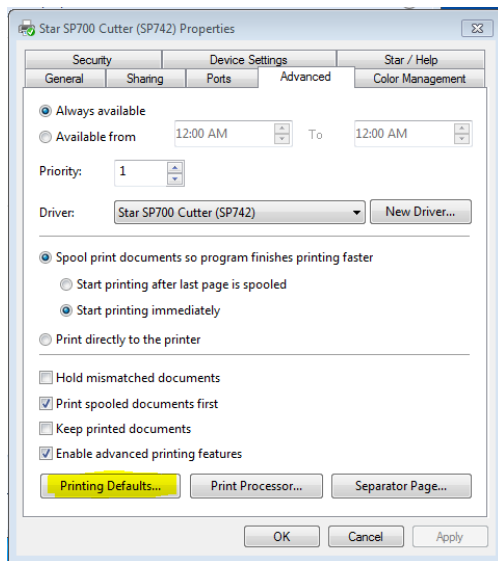 Star SP700 Cutter (SP742) Properties
Security Device Settings Star / Help
General Sharing Ports Advanced Color Management
Always available
Available from 12:00 AM To 12:00 AM
Priority: 1
Driver: Star SP700 Cutter (SP742) New Driver...
Spool print documents so program finishes printing faster
Start printing after last page is spooled
Start printing immediately
Print directly to the printer
Hold mismatched documents
Print spooled documents first
Keep printed documents
Enable advanced printing features
Printing Defaults... Print Processor... Separator Page...
OK Cancel Apply